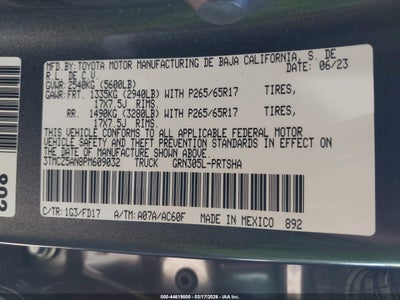 MFD.BY:TOYOTA MOTOR MANUFACTURING DE BAJA CALIFORNIA, S. DE
R.L. DE C.V. 06/23
GVWR 2540KG (5600LB)
GAWR:FRT. 1335KG (2940LB)WITH P265/65R17 TIRES,
17X7.5J RIMS
RR. 1490KG (3280LB)WITH P265/65R17 TIRES,
17X7.5J RIMS
THIS VEHICLE CONFORMS TO ALL APPLICABLE FEDERAL MOTOR
VEHICLE SAFETY, BUMPER, AND THEFT PREVENTION STANDARDS IN
EFFECT ON THE DATE OF MANUFACTURE SHOWN ABOVE.
3TMCZ5AN8PM609032 TRUCK GRN305L-PRTSHA
C/TR:1G3/FD17 A/TM:A07A/AC60F MADE IN MEXICO 892
000-44619800 - 03/17/2026 - IAA Inc.